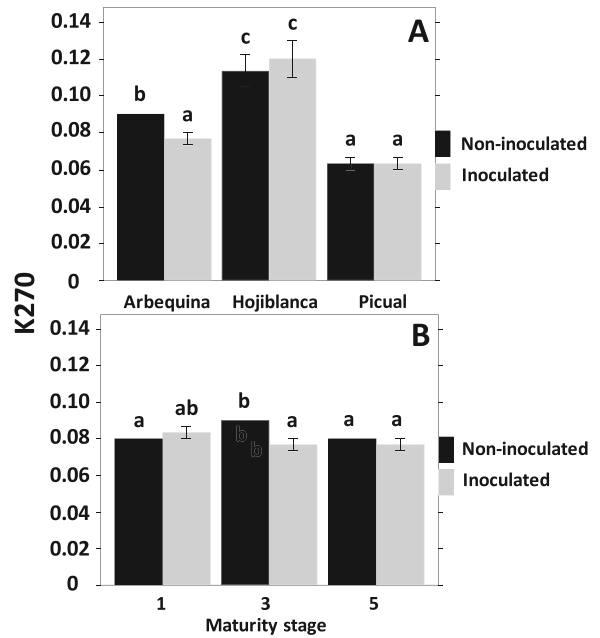 0.14
A
0.12
c
c
0.10
b
a
0.08
a
a
Non-inoculated
0.06
Inoculated
0.04
0.02
0
Arbequina Hojiblanca Picual
K270
0.14
B
0.12
0.10
a
ab
b
a
a
a
0.08
b
b
Non-inoculated
0.06
Inoculated
0.04
0.02
0
1 3 5
Maturity stage